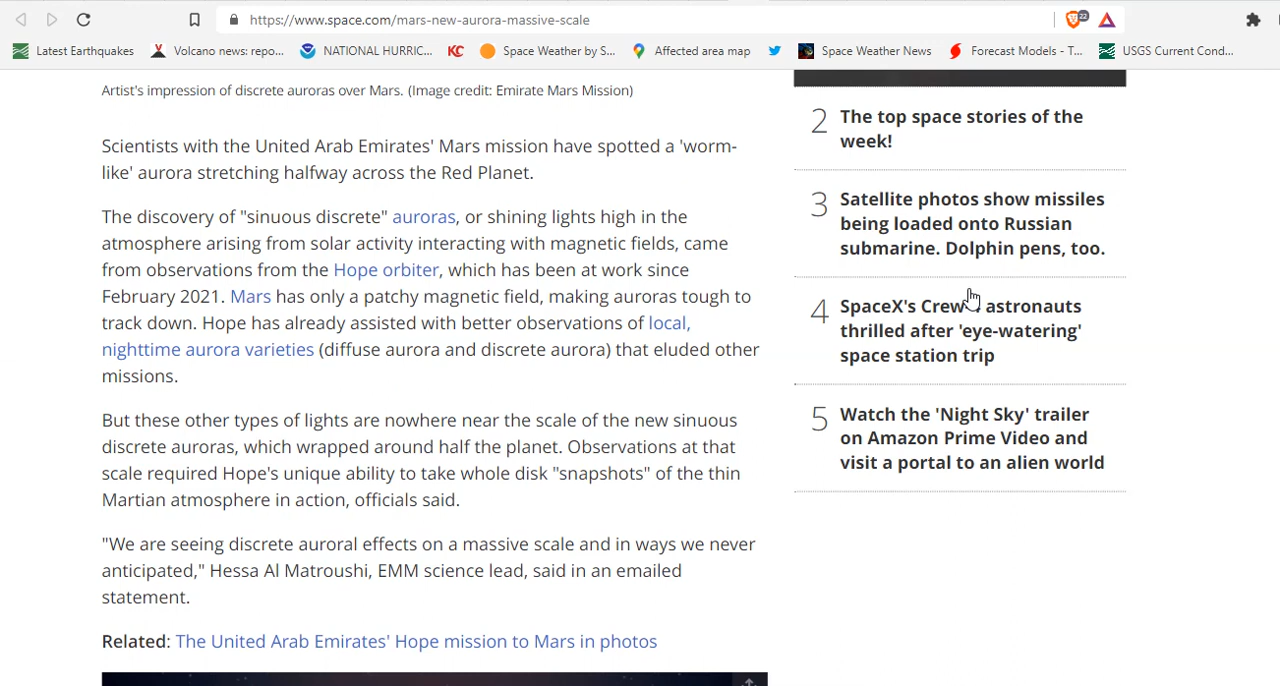 https://www.space.com/mars-new-aurora-massive-scale
22
Latest Earthquakes
Volcano news: repo...
NATIONAL HURRIC...
KC
Space Weather by S...
Affected area map
Space Weather News
Forecast Models - T...
USGS Current Cond...
Artist's impression of discrete auroras over Mars. (Image credit: Emirate Mars Mission)
Scientists with the United Arab Emirates' Mars mission have spotted a 'worm-
like' aurora stretching halfway across the Red Planet.
The discovery of "sinuous discrete" auroras, or shining lights high in the
atmosphere arising from solar activity interacting with magnetic fields, came
from observations from the Hope orbiter, which has been at work since
February 2021. Mars has only a patchy magnetic field, making auroras tough to
track down. Hope has already assisted with better observations of local,
nighttime aurora varieties (diffuse aurora and discrete aurora) that eluded other
missions.
But these other types of lights are nowhere near the scale of the new sinuous
discrete auroras, which wrapped around half the planet. Observations at that
scale required Hope's unique ability to take whole disk "snapshots" of the thin
Martian atmosphere in action, officials said.
"We are seeing discrete auroral effects on a massive scale and in ways we never
anticipated," Hessa Al Matroushi, EMM science lead, said in an emailed
statement.
Related: The United Arab Emirates' Hope mission to Mars in photos
2 The top space stories of the
week!
3 Satellite photos show missiles
being loaded onto Russian
submarine. Dolphin pens, too.
4 SpaceX's Crew astronauts
thrilled after 'eye-watering'
space station trip
5 Watch the 'Night Sky' trailer
on Amazon Prime Video and
visit a portal to an alien world